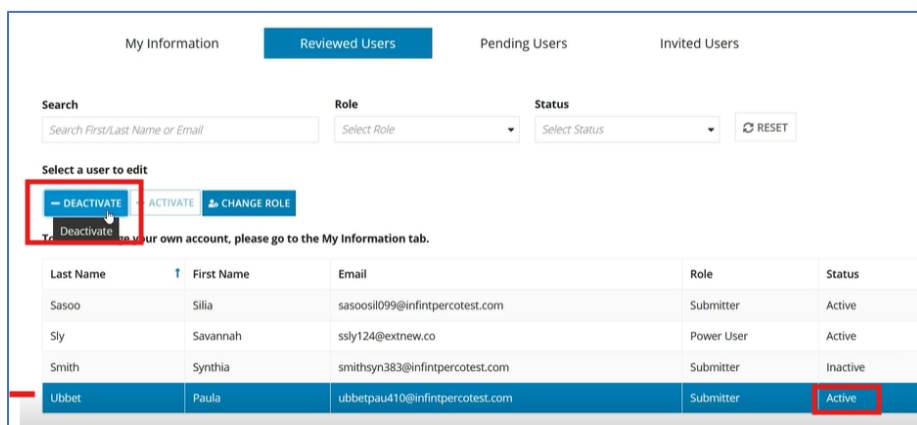 My Information Reviewed Users Pending Users Invited Users
Search Role Status
Search First/Last Name or Email Select Role Select Status RESET
Select a user to edit
DEACTIVATE ACTIVATE CHANGE ROLE
Deactivate
your own account, please go to the My Information tab.
Last Name First Name Email Role Status
Sasoo Silia sasoosil099@infintpercotest.com Submitter Active
Sly Savannah ssly124@extnew.co Power User Active
Smith Synthia smithsyn383@infintpercotest.com Submitter Inactive
Ubbet Paula ubbetpau410@infintpercotest.com Submitter Active